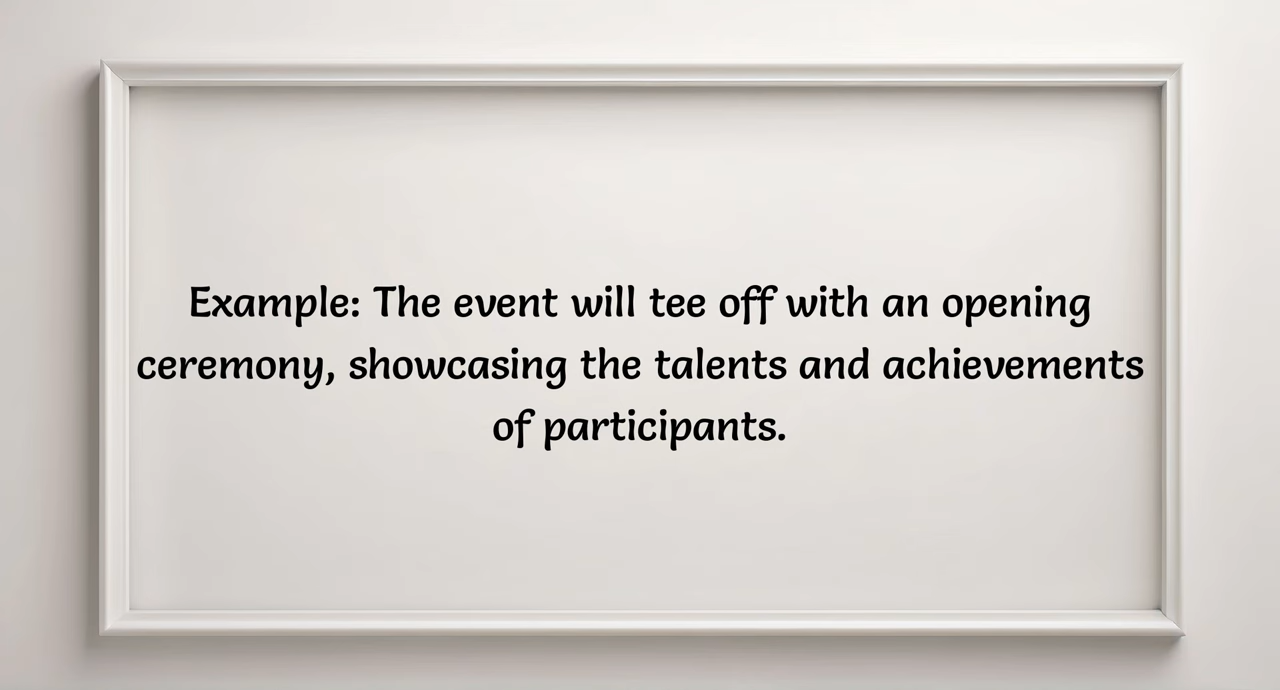 Example: The event will tee off with an opening
ceremony, showcasing the talents and achievements
of participants.